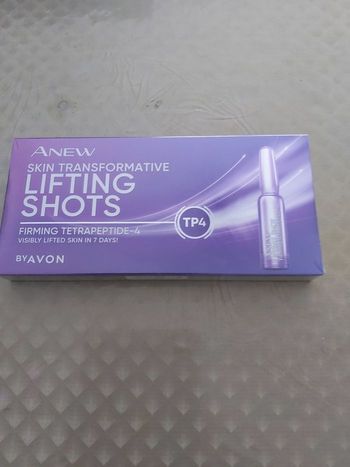 ANEW
SKIN TRANSFORMATIVE
LIFTING
SHOTS
FIRMING TETRAPEPTIDE-4
VISIBLY LIFTED SKIN IN 7 DAYS!
TP4
BY AVON